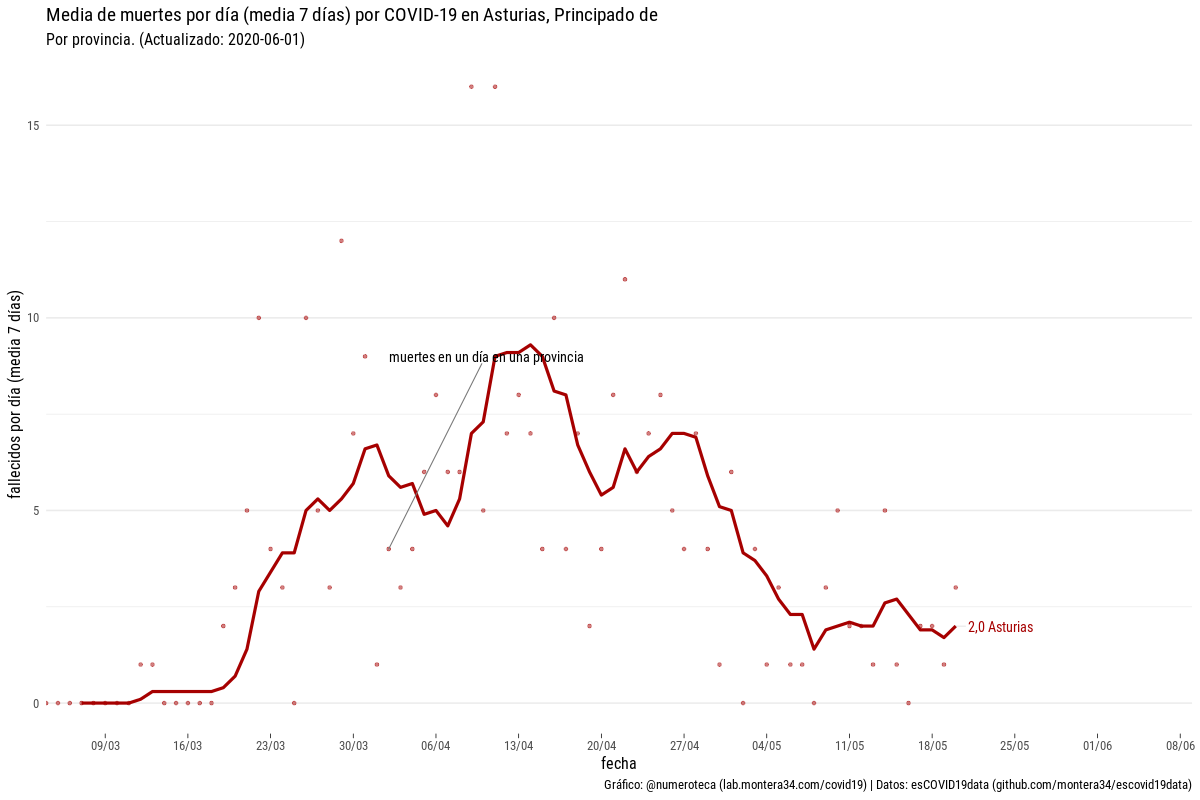 Media de muertes por día (media 7 días) por COVID-19 en Asturias, Principado de
Por provincia. (Actualizado: 2020-06-01)
fallecidos por día (media 7 días)
15
10
5
0
muertes en un día en una provincia
2,0 Asturias
09/03 16/03 23/03 30/03 06/04 13/04 20/04 27/04 04/05 11/05 18/05 25/05 01/06 08/06
fecha
Gráfico: @numeroteca (lab.montera34.com/covid19) | Datos: esCOVID19data (github.com/montera34/escovid19data)